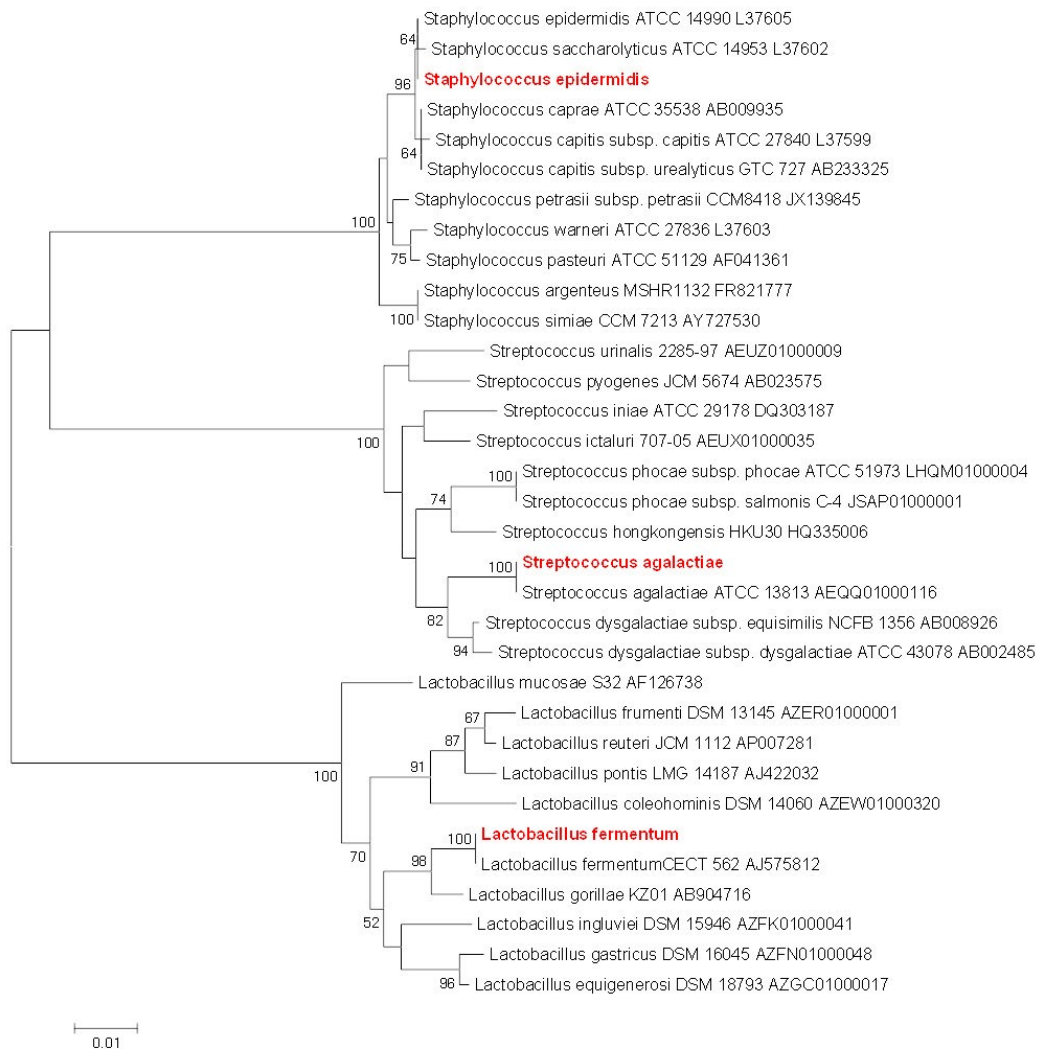 Staphylococcus epidermidis ATCC 14990 L37605
64
Staphylococcus saccharolyticus ATCC 14953 L37602
Staphylococcus epidermidis
96
Staphylococcus caprae ATCC 35538 AB009935
Staphylococcus capitis subsp. capitis ATCC 27840 L37599
64
Staphylococcus capitis subsp. urealyticus GTC 727 AB233325
Staphylococcus petrasii subsp. petrasii CCM8418 JX139845
100
Staphylococcus warneri ATCC 27836 L37603
Staphylococcus pasteuri ATCC 51129 AF041361
75
Staphylococcus argenteus MSHR1132 FR821777
Staphylococcus simiae CCM 7213 AY727530
100
Streptococcus urinalis 2285-97 AEUZ01000009
Streptococcus pyogenes JCM 5674 AB023575
Streptococcus iniae ATCC 29178 DQ303187
100
Streptococcus ictaluri 707-05 AEUX01000035
Streptococcus phocae subsp. phocae ATCC 51973 LHQM01000004
100
74
Streptococcus phocae subsp. salmonis C-4 JSAP01000001
Streptococcus hongkongensis HKU30 HQ335006
Streptococcus agalactiae
100
Streptococcus agalactiae ATCC 13813 AEQQ01000116
82
Streptococcus dysgalactiae subsp. equisimilis NCFB 1356 AB008926
94
Streptococcus dysgalactiae subsp. dysgalactiae ATCC 43078 AB002485
Lactobacillus mucosae S32 AF126738
Lactobacillus frumenti DSM 13145 AZER01000001
67
Lactobacillus reuteri JCM 1112 AP007281
87
Lactobacillus pontis LMG 14187 AJ422032
91
100
Lactobacillus coleohominis DSM 14060 AZEW01000320
Lactobacillus fermentum
100
70
98
Lactobacillus fermentumCECT 562 AJ575812
Lactobacillus gorillae KZ01 AB904716
52
Lactobacillus ingluviei DSM 15946 AZFK01000041
Lactobacillus gastricus DSM 16045 AZFN01000048
96
Lactobacillus equigenerosi DSM 18793 AZGC01000017
0.01